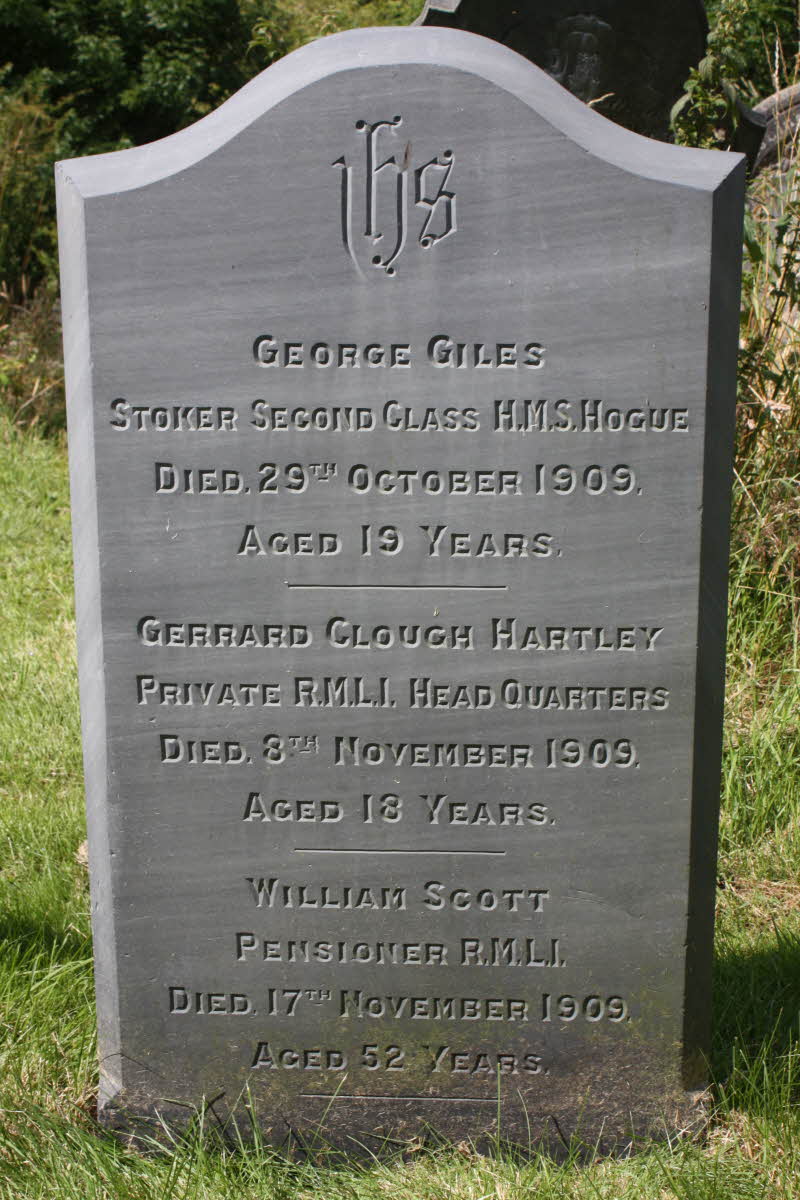 IHS
GEORGE GILES
STOKER SECOND CLASS H.M.S. HOGUE
DIED. 29TH OCTOBER 1909.
AGED 19 YEARS.
GERRARD CLOUGH HARTLEY
PRIVATE R.M.L.I. HEAD QUARTERS
DIED. 8TH NOVEMBER 1909.
AGED 18 YEARS.
WILLIAM SCOTT
PENSIONER R.M.L.I.
DIED. 17TH NOVEMBER 1909.
AGED 52 YEARS.